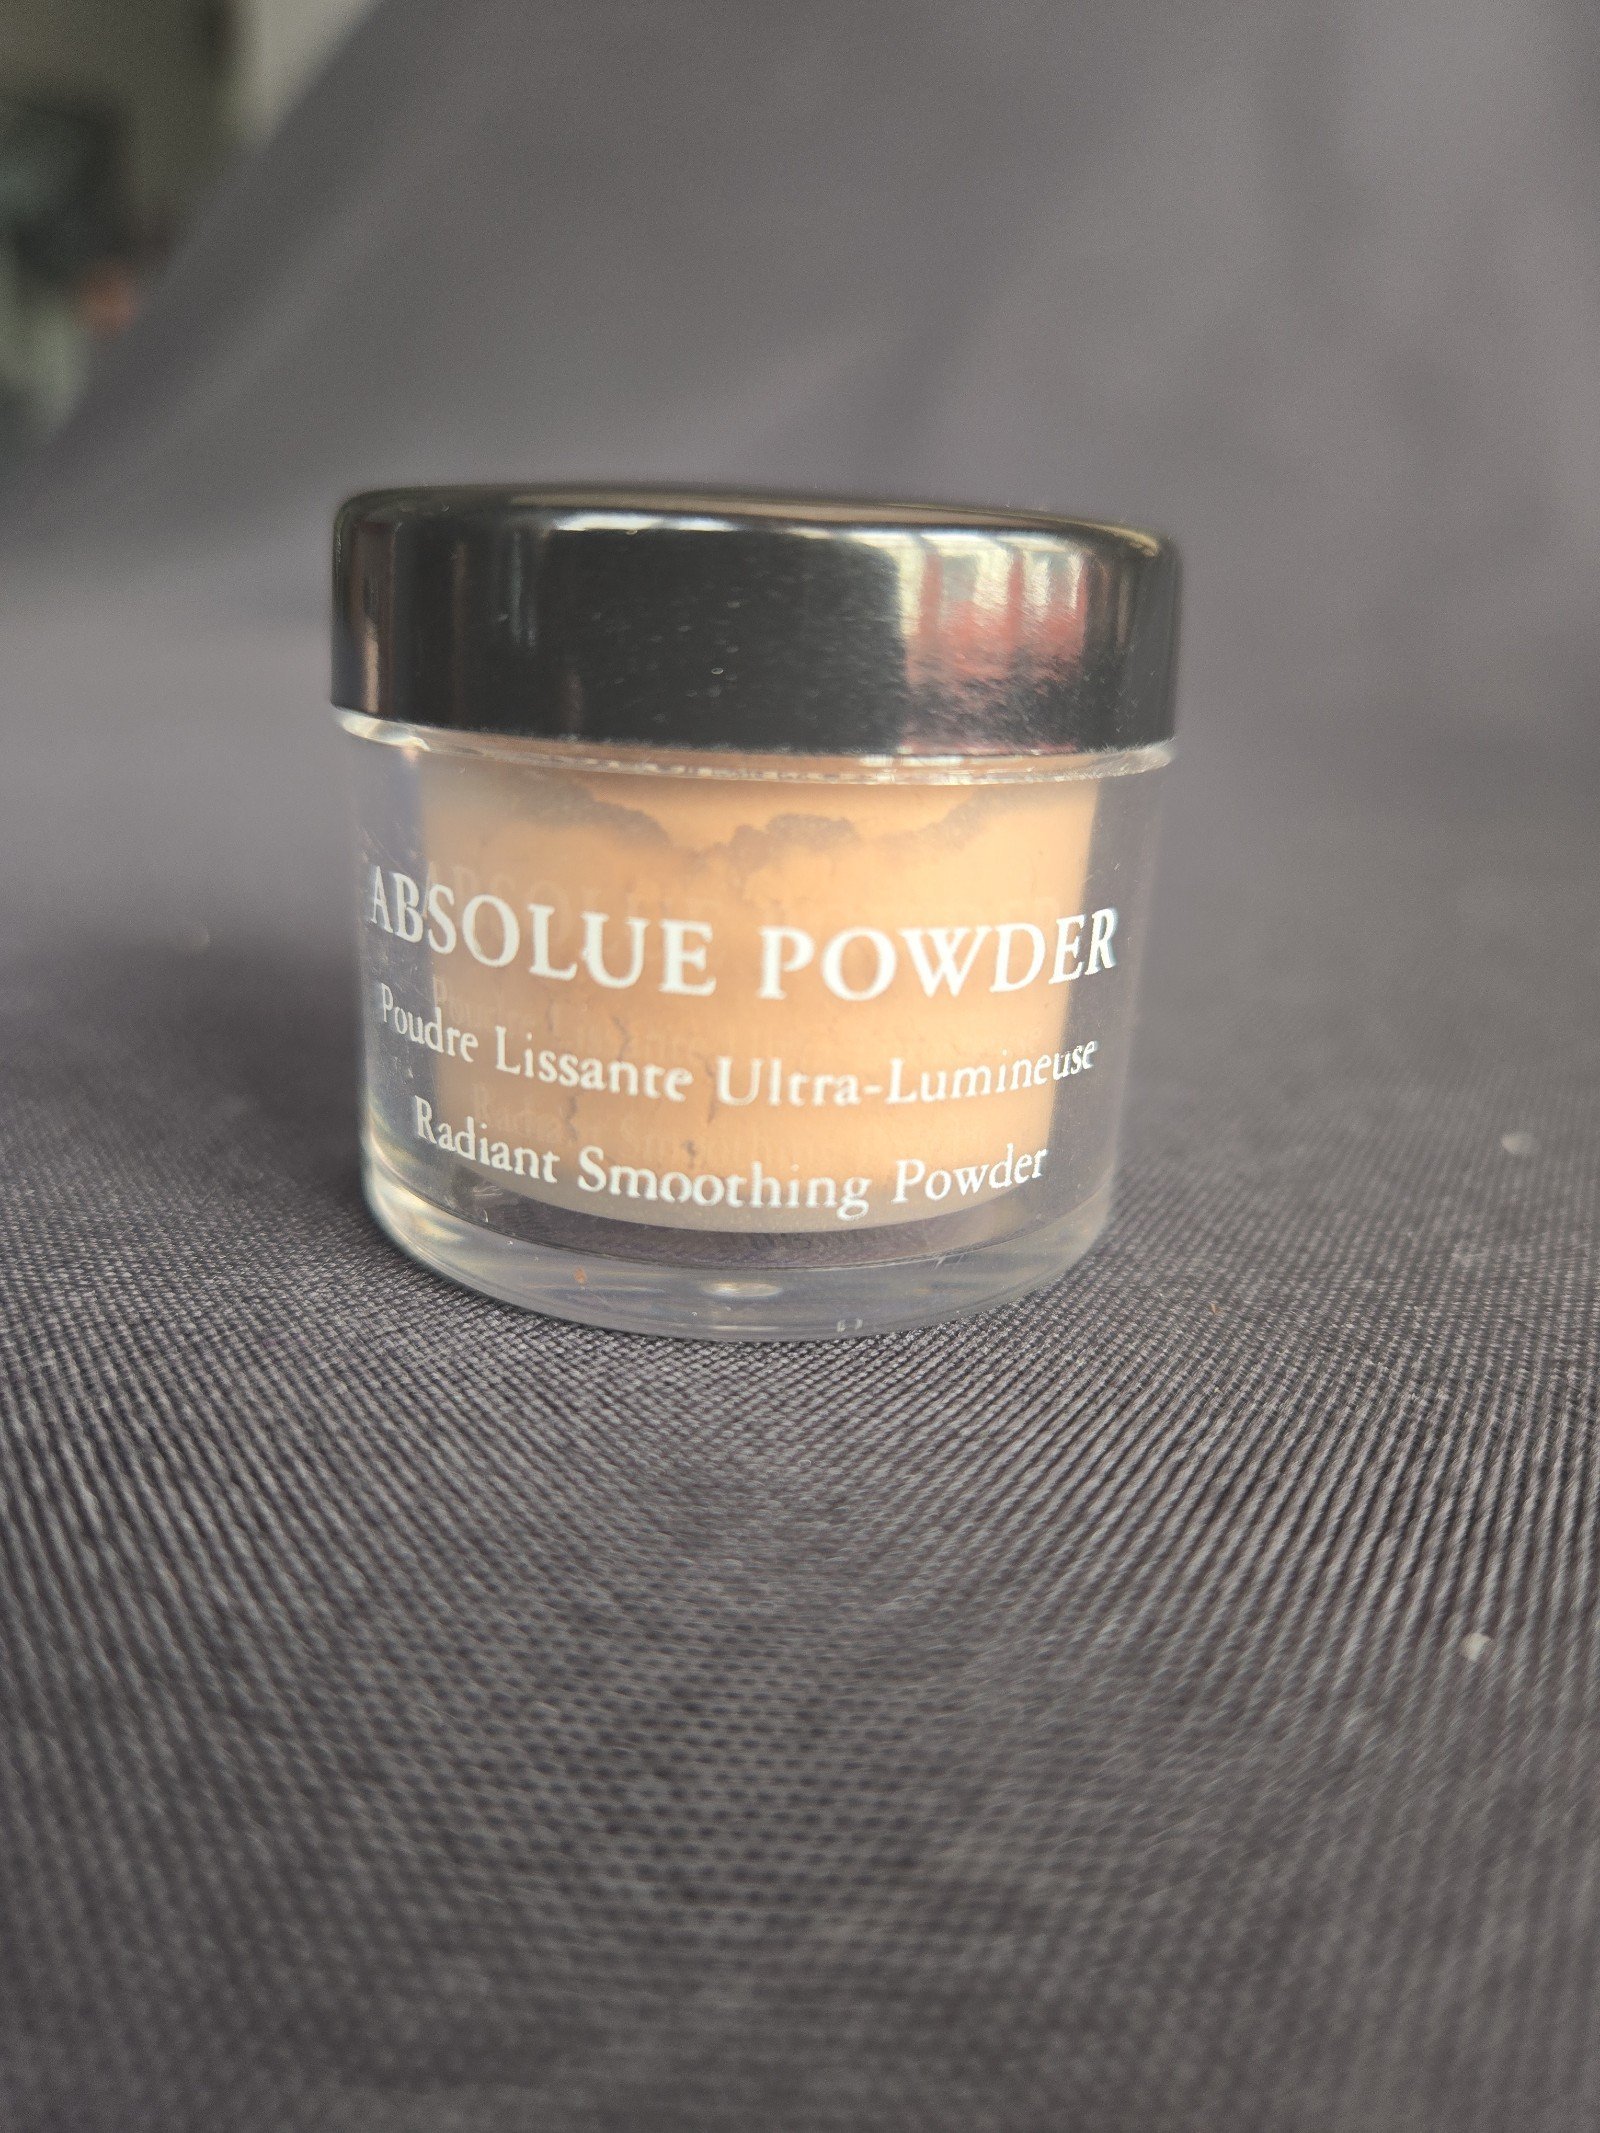 ABSOLUE POWDER
Poudre Lissante Ultra-Lumineuse
Radiant Smoothing Powder